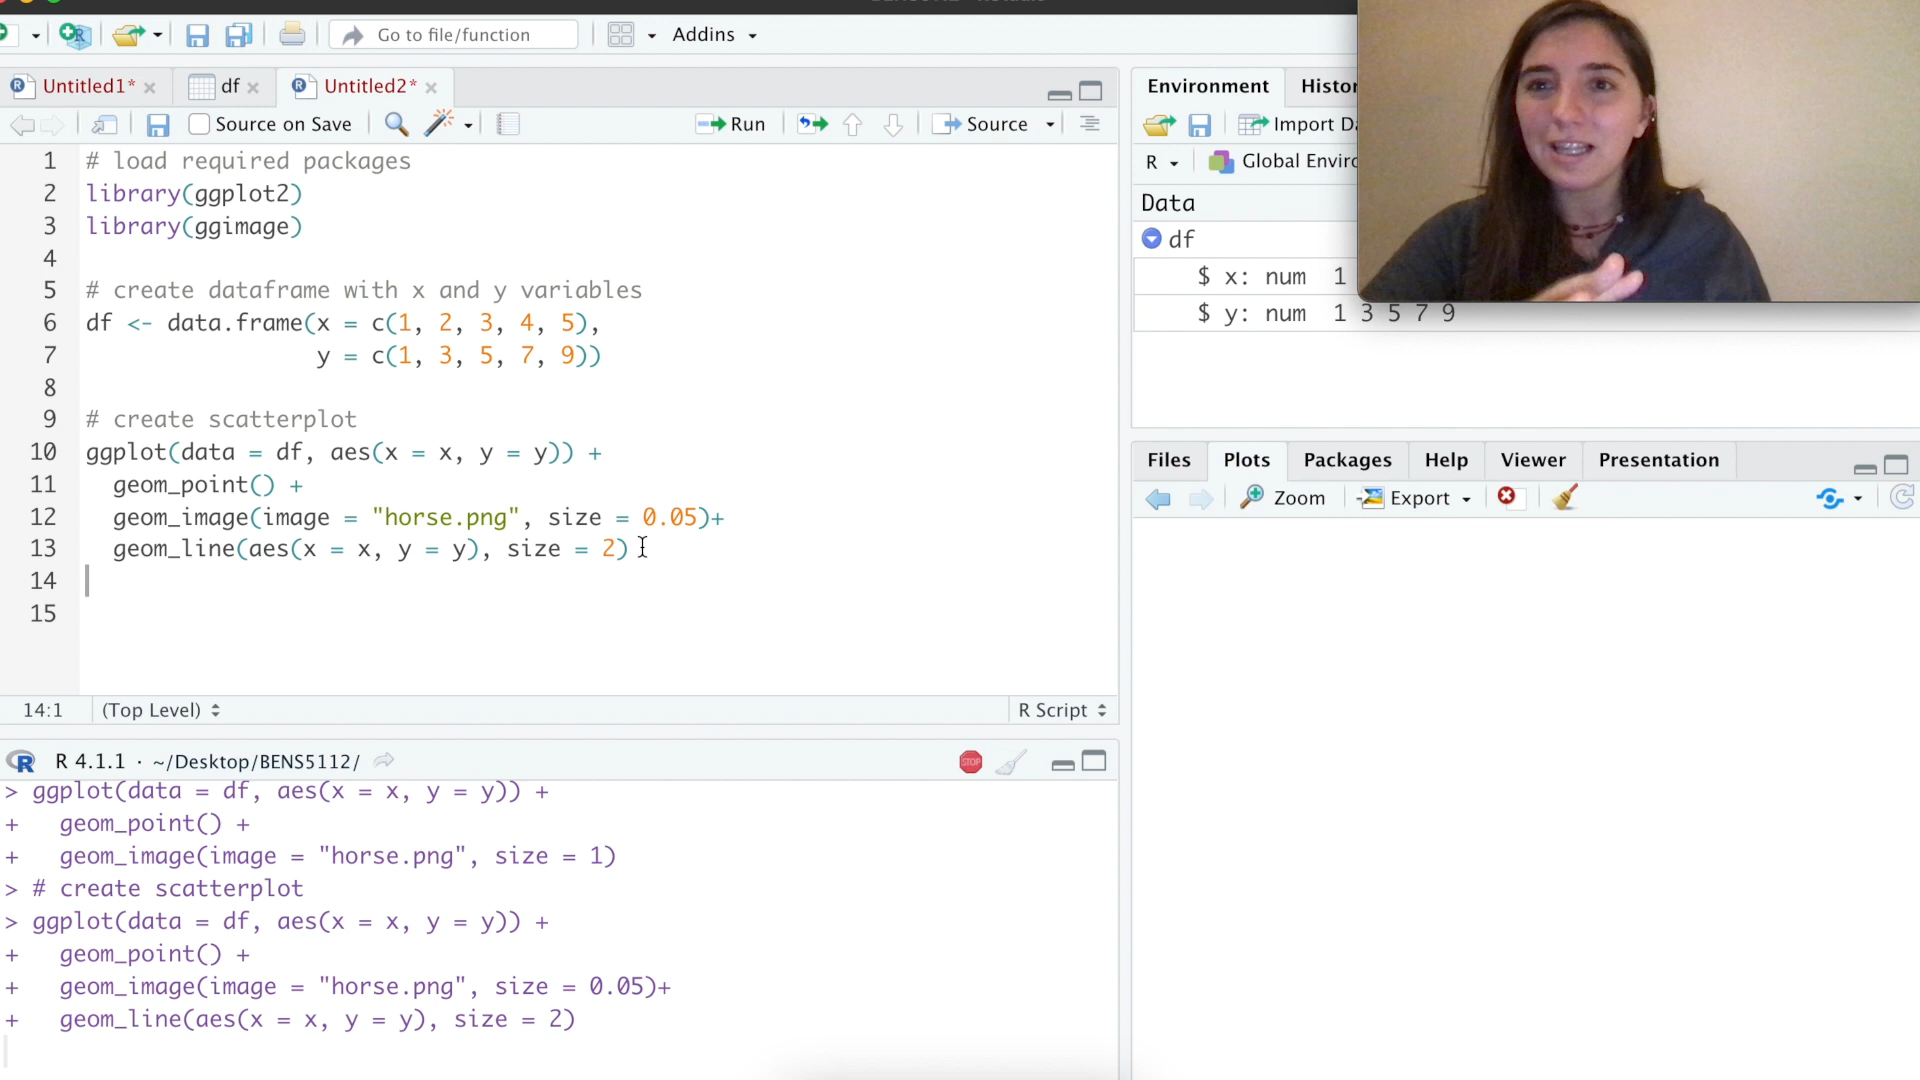 Go to file/function
Addins
Untitled1*
df
Untitled2*
Source on Save
Run
Source
1 # load required packages
2 library(ggplot2)
3 library(ggimage)
4
5 # create dataframe with x and y variables
6 df <- data.frame(x = c(1, 2, 3, 4, 5),
7 y = c(1, 3, 5, 7, 9))
8
9 # create scatterplot
10 ggplot(data = df, aes(x = x, y = y)) +
11 geom_point() +
12 geom_image(image = "horse.png", size = 0.05)+
13 geom_line(aes(x = x, y = y), size = 2)
14
15
14:1 (Top Level) R Script
R 4.1.1 · ~/Desktop/BENS5112/
STOP
> ggplot(data = df, aes(x = x, y = y)) +
+ geom_point() +
+ geom_image(image = "horse.png", size = 1)
> # create scatterplot
> ggplot(data = df, aes(x = x, y = y)) +
+ geom_point() +
+ geom_image(image = "horse.png", size = 0.05)+
+ geom_line(aes(x = x, y = y), size = 2)
Environment
Import
R
Global
Data
df
$ x: num 1
$ y: num 1 3 5 7 9
Files Plots Packages Help Viewer Presentation
Zoom Export